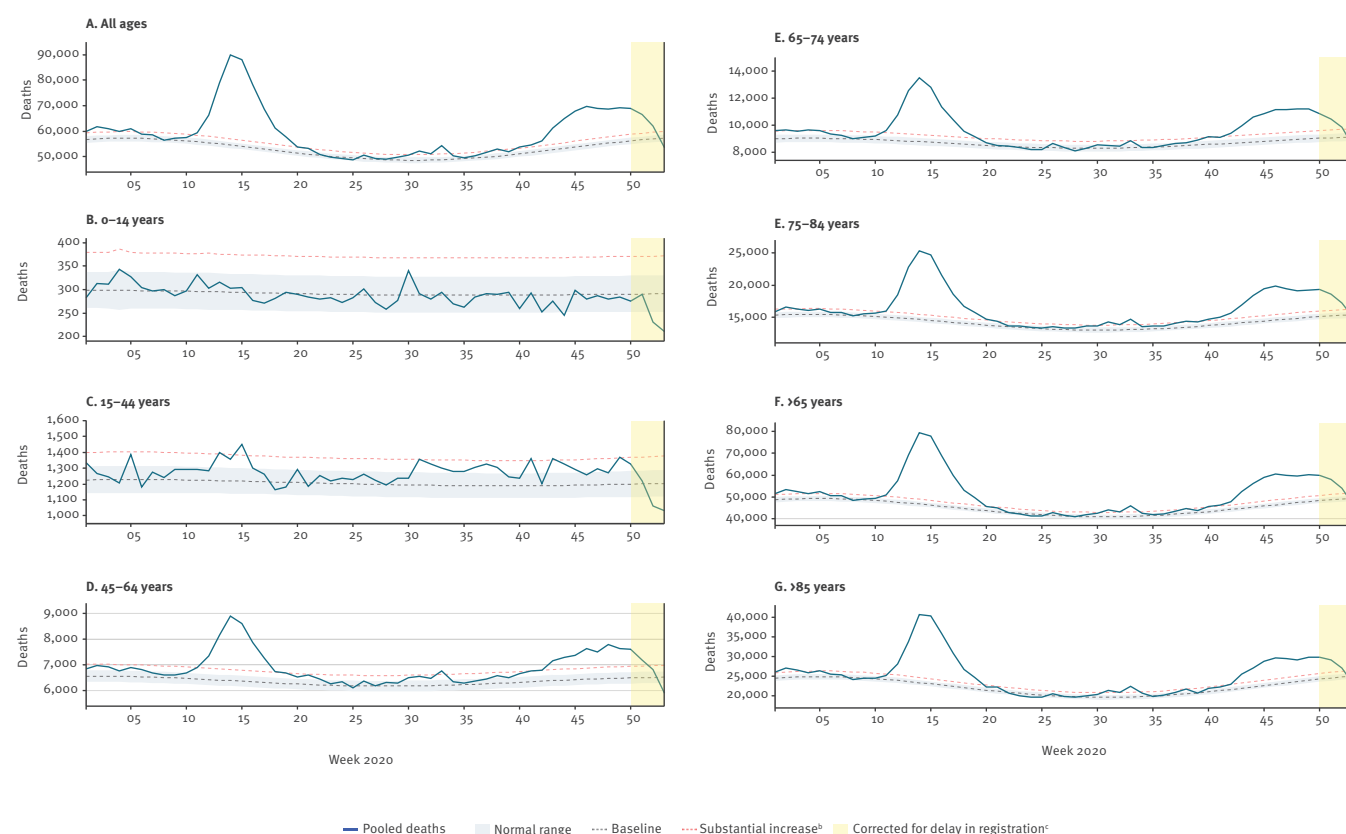 A. All ages
90,000
80,000
70,000
60,000
50,000
Deaths
05 10 15 20 25 30 35 40 45 50
B. 0–14 years
400
350
300
250
200
Deaths
05 10 15 20 25 30 35 40 45 50
C. 15–44 years
1,600
1,500
1,400
1,300
1,200
1,100
1,000
Deaths
05 10 15 20 25 30 35 40 45 50
D. 45–64 years
9,000
8,000
7,000
6,000
Deaths
05 10 15 20 25 30 35 40 45 50
Week 2020
E. 65–74 years
14,000
12,000
10,000
8,000
Deaths
05 10 15 20 25 30 35 40 45 50
E. 75–84 years
25,000
20,000
15,000
Deaths
05 10 15 20 25 30 35 40 45 50
F. >65 years
80,000
70,000
60,000
50,000
40,000
Deaths
05 10 15 20 25 30 35 40 45 50
G. >85 years
40,000
35,000
30,000
25,000
20,000
Deaths
05 10 15 20 25 30 35 40 45 50
Week 2020
Pooled deaths Normal range Baseline Substantial increaseᵇ Corrected for delay in registrationᶜ